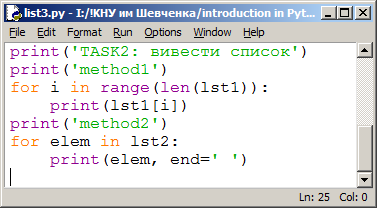 list3.py - I:/!КНУ им Шевченка/introduction in Pyt...
File Edit Format Run Options Window Help
print('TASK2: вивести список')
print('method1')
for i in range(len(lst1)):
    print(lst1[i])
print('method2')
for elem in lst2:
    print(elem, end=' ')
Ln: 25 Col: 0